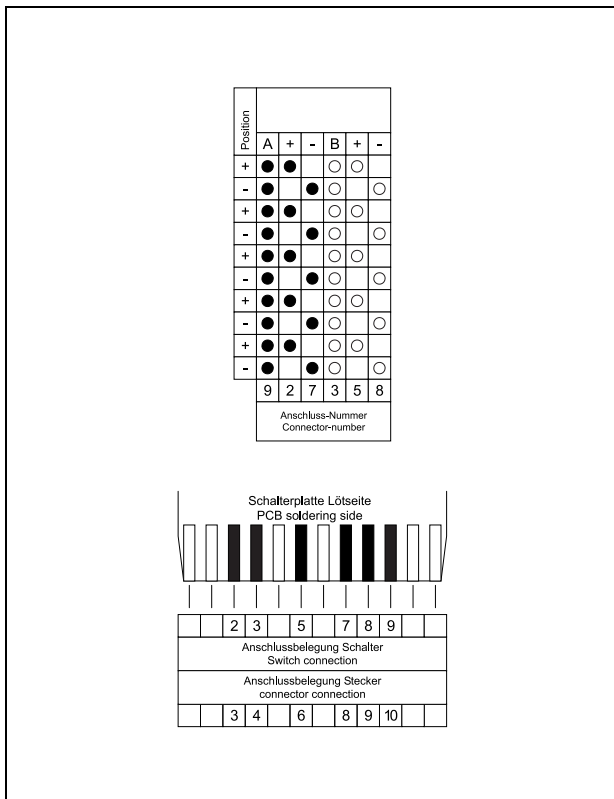 Position
A + - B + -
+ ● ● ○ ○
- ● ● ○ ○
+ ● ● ○ ○
- ● ● ○ ○
+ ● ● ○ ○
- ● ● ○ ○
+ ● ● ○ ○
- ● ● ○ ○
+ ● ● ○ ○
- ● ● ○ ○
9 2 7 3 5 8
Anschluss-Nummer
Connector-number
Schalterplatte Lötseite
PCB soldering side
2 3 5 7 8 9
Anschlussbelegung Schalter
Switch connection
Anschlussbelegung Stecker
connector connection
3 4 6 8 9 10